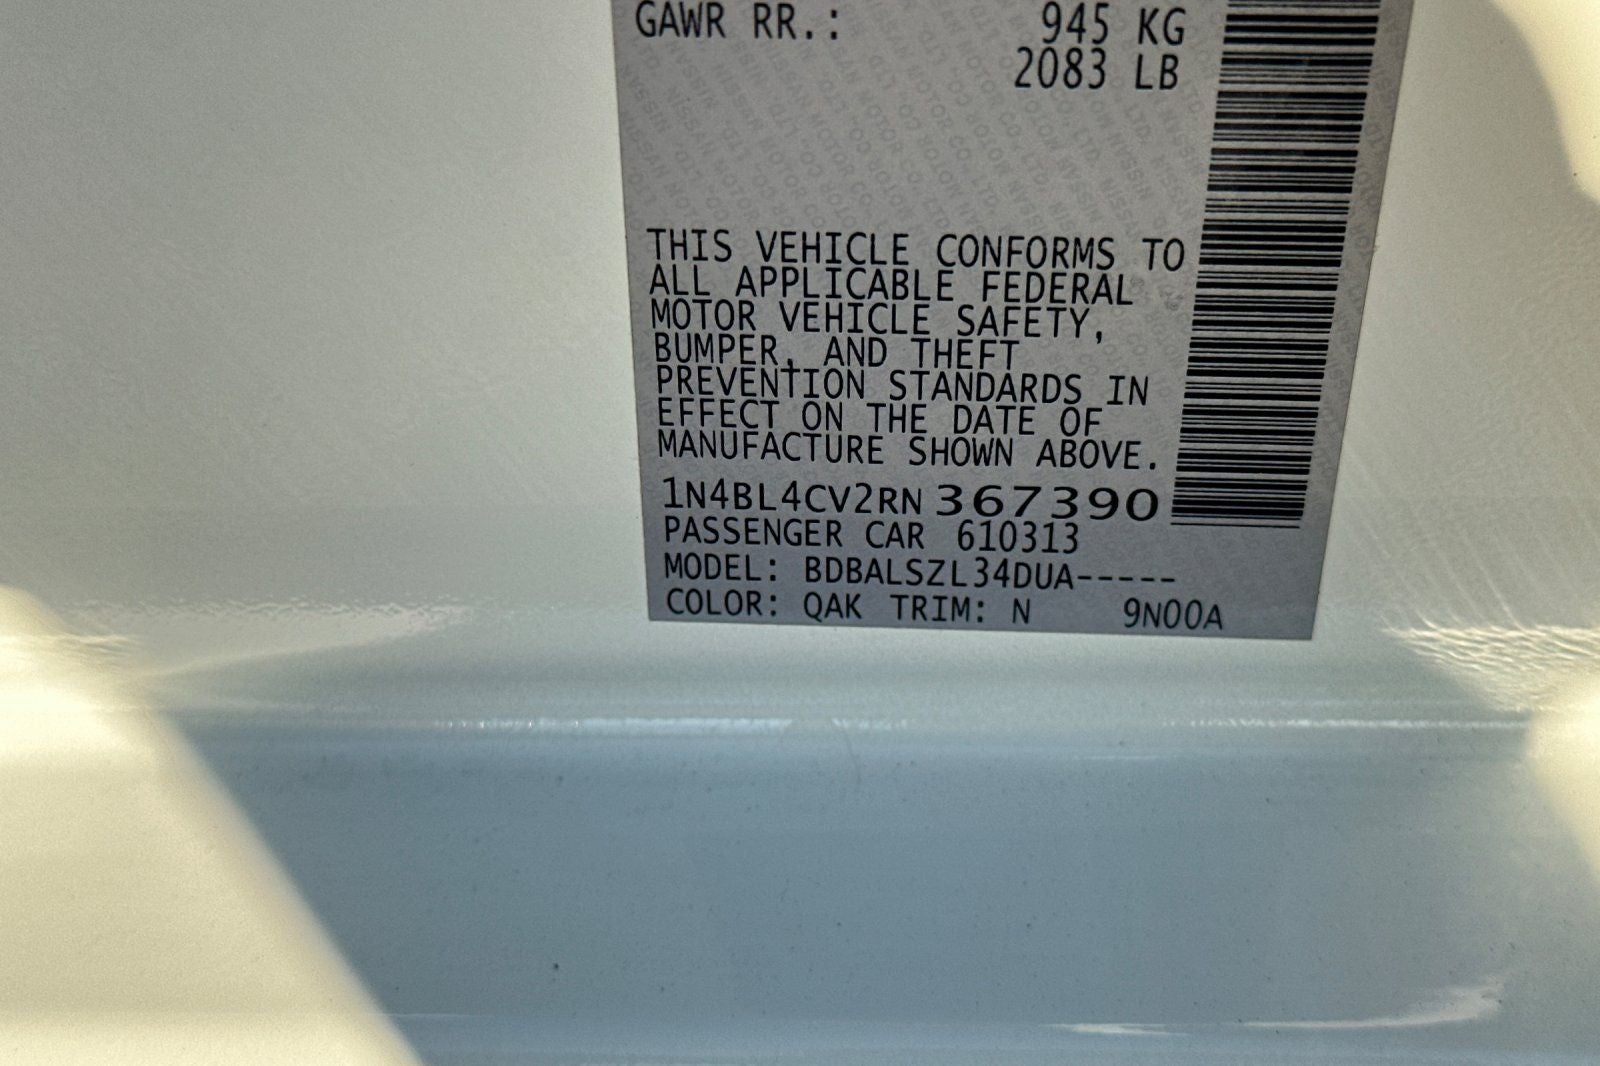 GAWR RR.: 945 KG
2083 LB
THIS VEHICLE CONFORMS TO
ALL APPLICABLE FEDERAL
MOTOR VEHICLE SAFETY,
BUMPER, AND THEFT
PREVENTION STANDARDS IN
EFFECT ON THE DATE OF
MANUFACTURE SHOWN ABOVE.
1N4BL4CV2RN367390
PASSENGER CAR 610313
MODEL: BDBALSZL34DUA-----
COLOR: QAK TRIM: N 9N00A